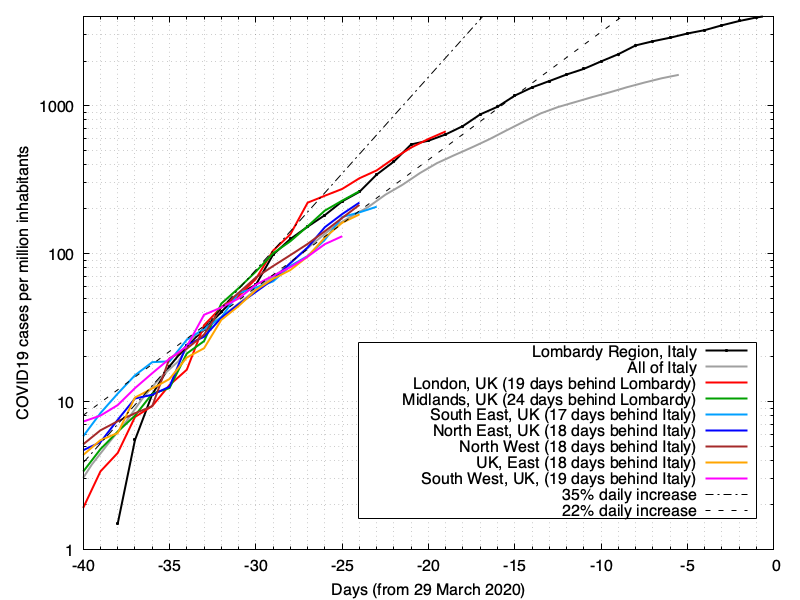 COVID19 cases per million inhabitants
1000
100
10
1
Lombardy Region, Italy
All of Italy
London, UK (19 days behind Lombardy)
Midlands, UK (24 days behind Lombardy)
South East, UK (17 days behind Italy)
North East, UK (18 days behind Italy)
North West (18 days behind Italy)
UK, East (18 days behind Italy)
South West, UK, (19 days behind Italy)
35% daily increase
22% daily increase
-40 -35 -30 -25 -20 -15 -10 -5 0
Days (from 29 March 2020)